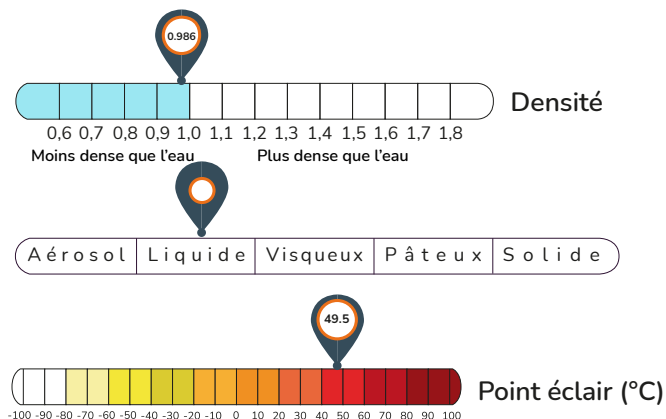 0.986
Densité
0,6 0,7 0,8 0,9 1,0 1,1 1,2 1,3 1,4 1,5 1,6 1,7 1,8
Moins dense que l'eau Plus dense que l'eau
Aérosol Liquide Visqueux Pâteux Solide
49.5
Point éclair (°C)
-100 -90 -80 -70 -60 -50 -40 -30 -20 -10 0 10 20 30 40 50 60 70 80 90 100